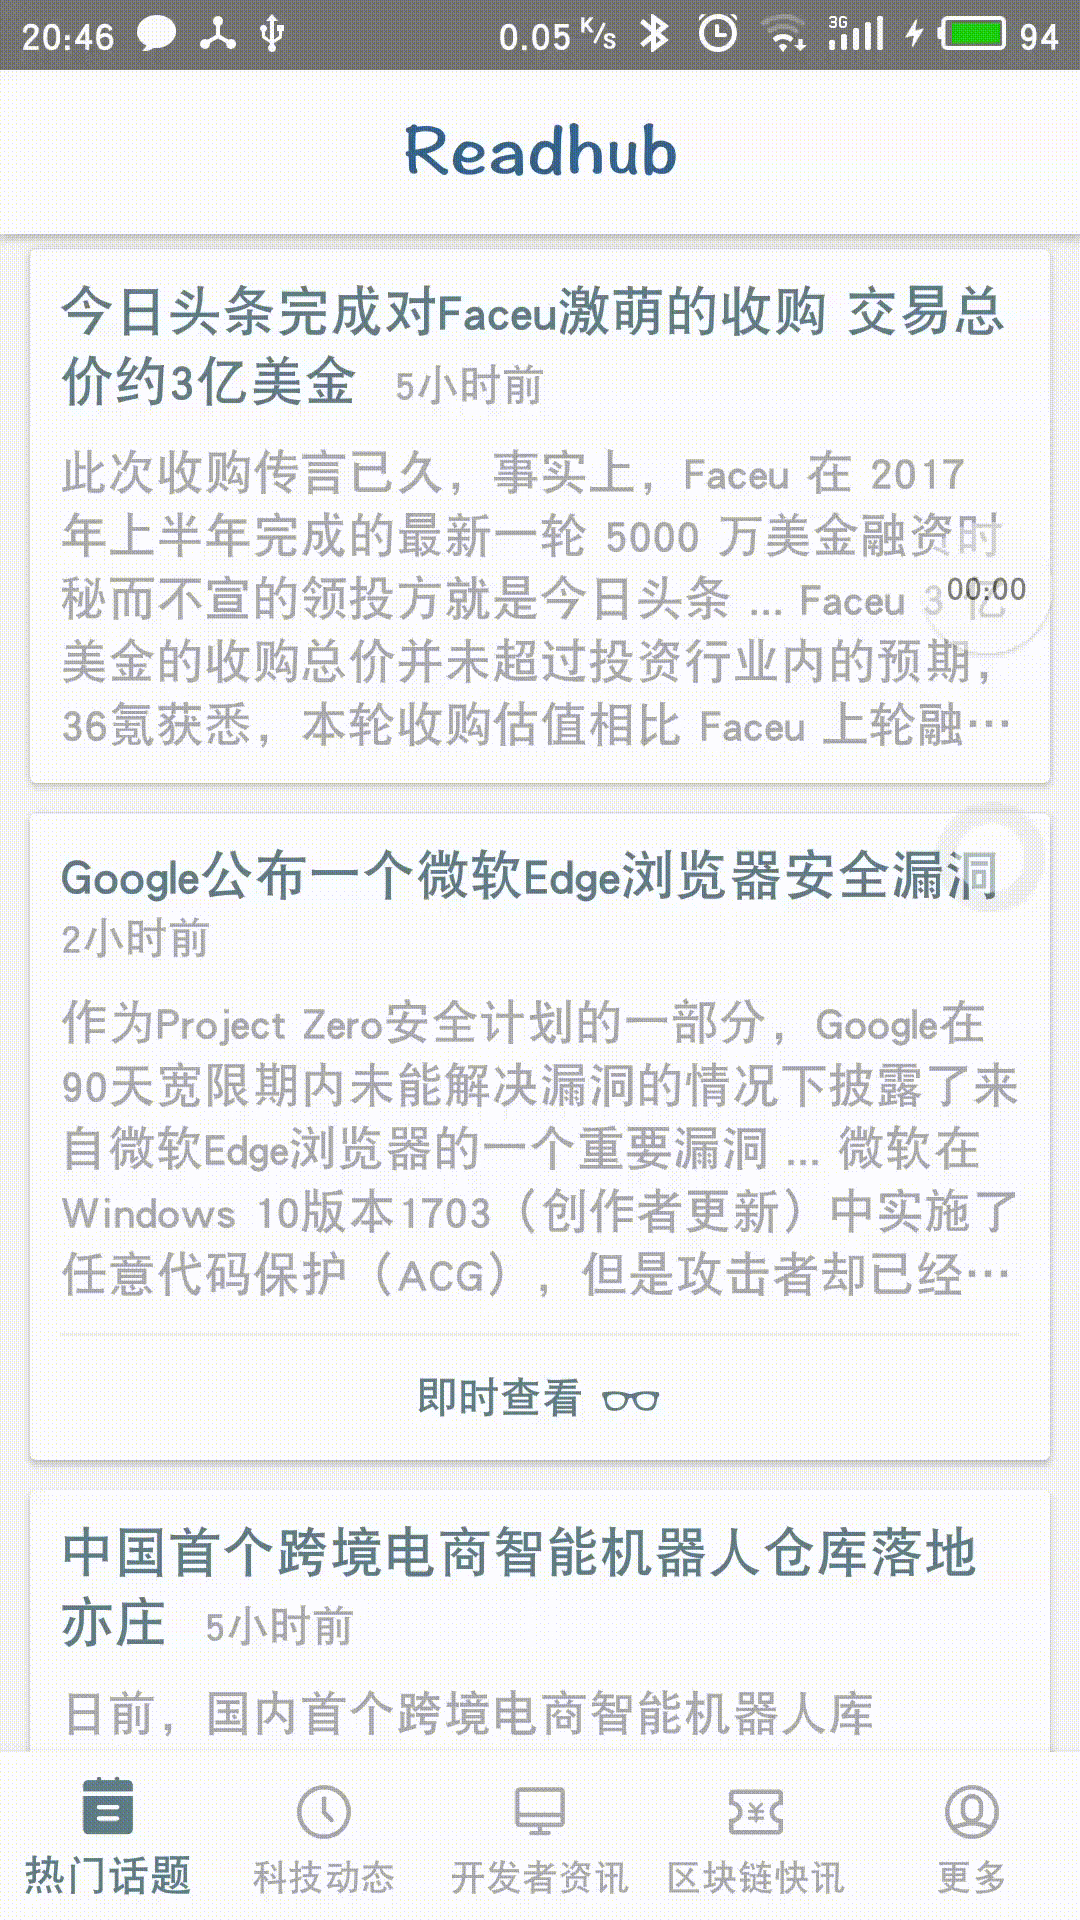 20:46 0.05 K/s 3G 94
Readhub
今日头条完成对Faceu激萌的收购 交易总
价约3亿美金 5小时前
此次收购传言已久，事实上，Faceu 在 2017
年上半年完成的最新一轮 5000 万美金融资时
秘而不宣的领投方就是今日头条 ... Faceu 3 亿
00:00
美金的收购总价并未超过投资行业内的预期，
36氪获悉，本轮收购估值相比 Faceu 上轮融…
Google公布一个微软Edge浏览器安全漏洞
2小时前
作为Project Zero安全计划的一部分，Google在
90天宽限期内未能解决漏洞的情况下披露了来
自微软Edge浏览器的一个重要漏洞 ... 微软在
Windows 10版本1703（创作者更新）中实施了
任意代码保护（ACG），但是攻击者却已经…
即时查看
中国首个跨境电商智能机器人仓库落地
亦庄 5小时前
日前，国内首个跨境电商智能机器人库
热门话题 科技动态 开发者资讯 区块链快讯 更多